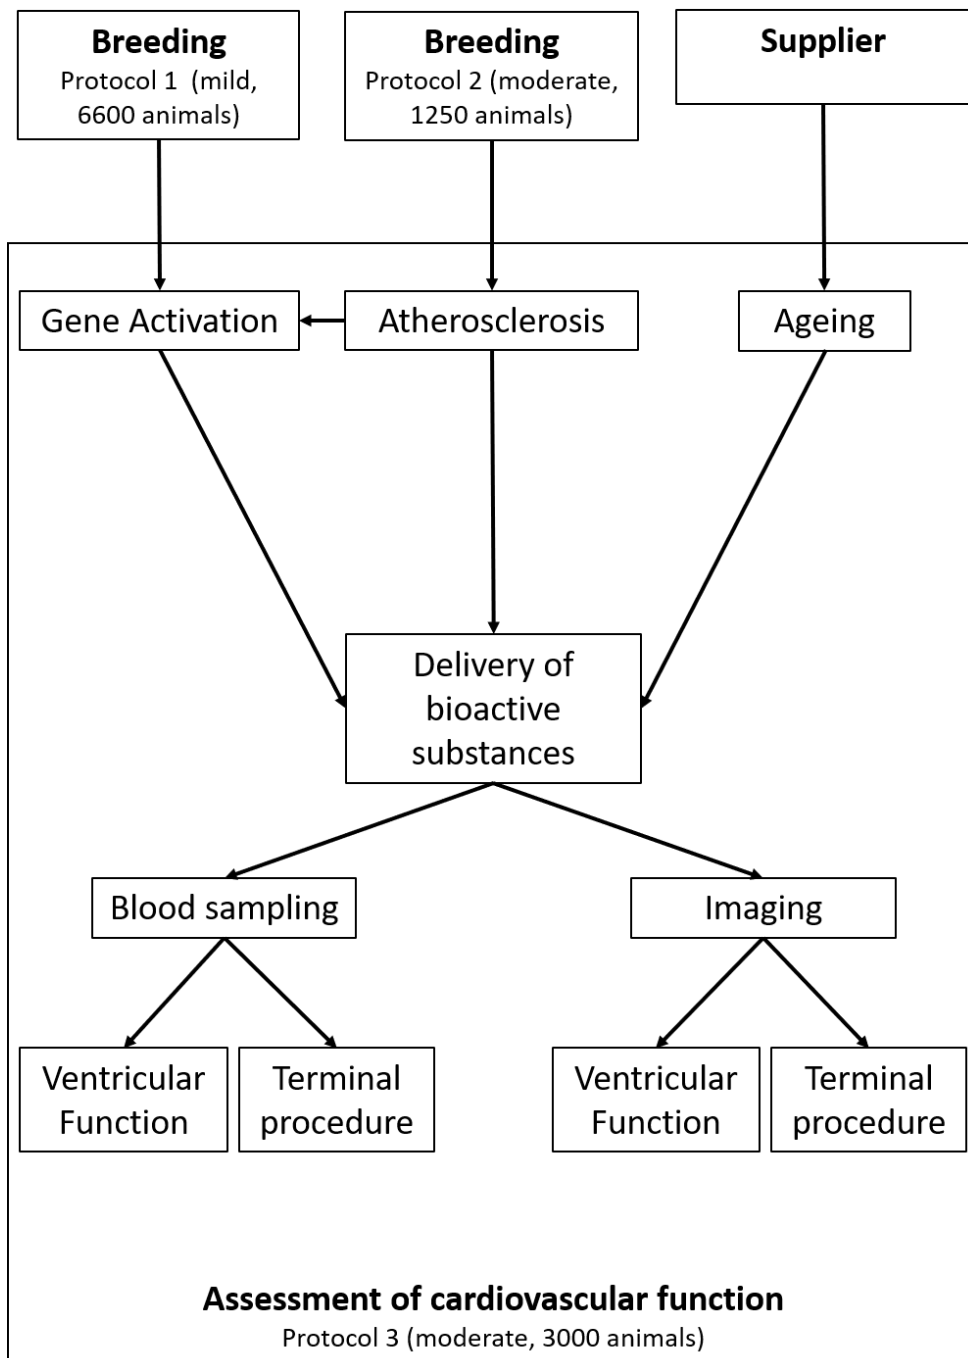 Breeding
Protocol 1  (mild,
6600 animals)
Breeding
Protocol 2 (moderate,
1250 animals)
Supplier
Gene Activation
Atherosclerosis
Ageing
Delivery of
bioactive
substances
Blood sampling
Imaging
Ventricular
Function
Terminal
procedure
Ventricular
Function
Terminal
procedure
Assessment of cardiovascular function
Protocol 3 (moderate, 3000 animals)